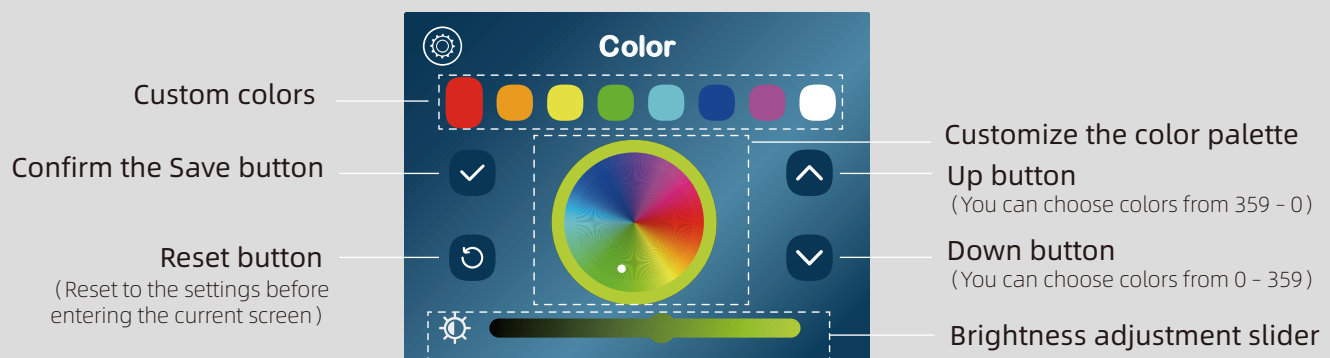 Color
Custom colors
Confirm the Save button
Reset button
(Reset to the settings before
entering the current screen)
Customize the color palette
Up button
(You can choose colors from 359 – 0)
Down button
(You can choose colors from 0 – 359)
Brightness adjustment slider